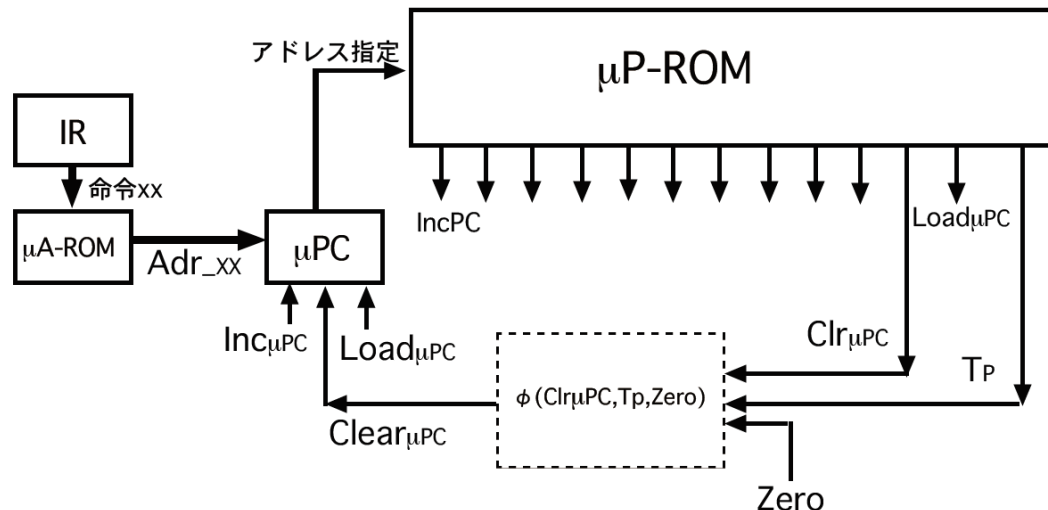 アドレス指定
μP-ROM
IR
命令xx
μA-ROM
Adr_XX
μPC
IncPC
LoadμPC
IncμPC
LoadμPC
ClrμPC
TP
φ(ClrμPC,Tp,Zero)
ClearμPC
Zero